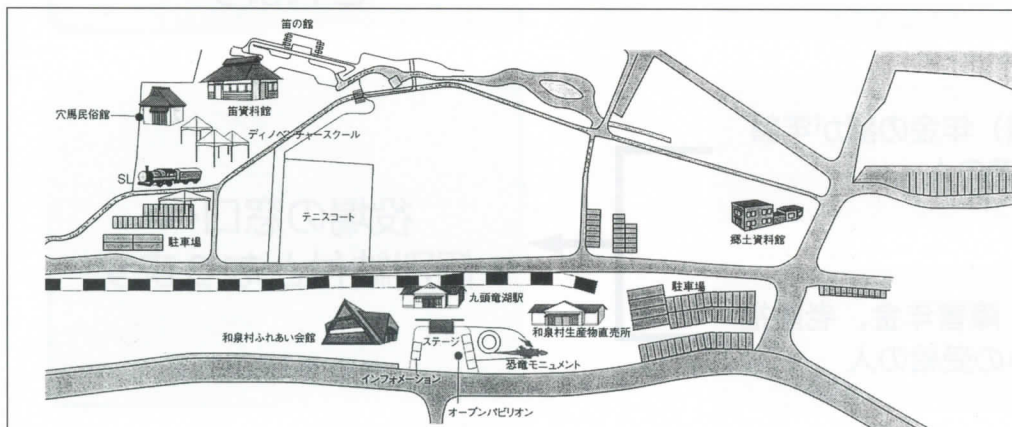 笛の館
笛資料館
穴馬民俗館
ディノベンチャースクール
SL
テニスコート
駐車場
郷土資料館
駐車場
九頭竜湖駅
和泉村生産物直売所
和泉村ふれあい会館
ステージ
恐竜モニュメント
インフォメーション
オープンパビリオン